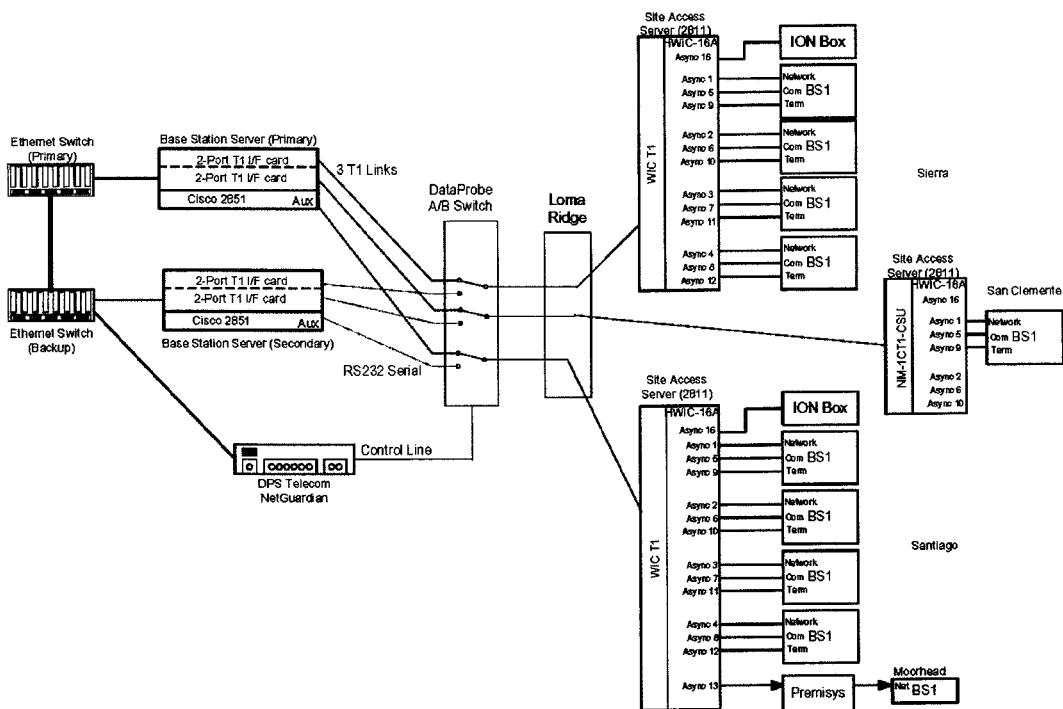 Ethernet Switch
(Primary)
Ethernet Switch
(Backup)
Base Station Server (Primary)
2-Port T1 I/F card
2-Port T1 I/F card
Cisco 2851 Aux
2-Port T1 I/F card
2-Port T1 I/F card
Cisco 2851 Aux
Base Station Server (Secondary)
3 T1 Links
RS232 Serial
DataProbe
A/B Switch
Control Line
DPS Telecom
NetGuardian
Loma
Ridge
Site Access
Server (2811)
HWIC-16A
WIC T1
Async 16
ION Box
Async 1
Async 5
Async 9
Network
Com BS1
Term
Async 2
Async 6
Async 10
Network
Com BS1
Term
Async 3
Async 7
Async 11
Network
Com BS1
Term
Async 4
Async 8
Async 12
Network
Com BS1
Term
Sierra
Site Access
Server (2811)
HWIC-16A
NM-1CT1-CSU
Async 16
San Clemente
Async 1
Async 5
Async 9
Network
Com BS1
Term
Async 2
Async 6
Async 10
Site Access
Server (2811)
HWIC-16A
WIC T1
Async 16
ION Box
Async 1
Async 5
Async 9
Network
Com BS1
Term
Async 2
Async 6
Async 10
Network
Com BS1
Term
Async 3
Async 7
Async 11
Network
Com BS1
Term
Async 4
Async 8
Async 12
Network
Com BS1
Term
Santiago
Async 13
Premisys
Moorhead
Net BS1